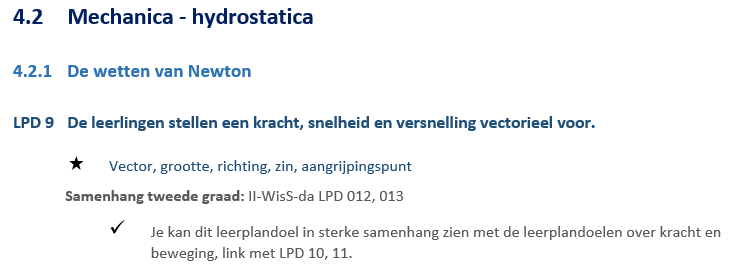 4.2 Mechanica - hydrostatica
4.2.1 De wetten van Newton
LPD 9 De leerlingen stellen een kracht, snelheid en versnelling vectorieel voor.
★ Vector, grootte, richting, zin, aangrijpingspunt
Samenhang tweede graad: II-WisS-da LPD 012, 013
✓ Je kan dit leerplandoel in sterke samenhang zien met de leerplandoelen over kracht en
beweging, link met LPD 10, 11.